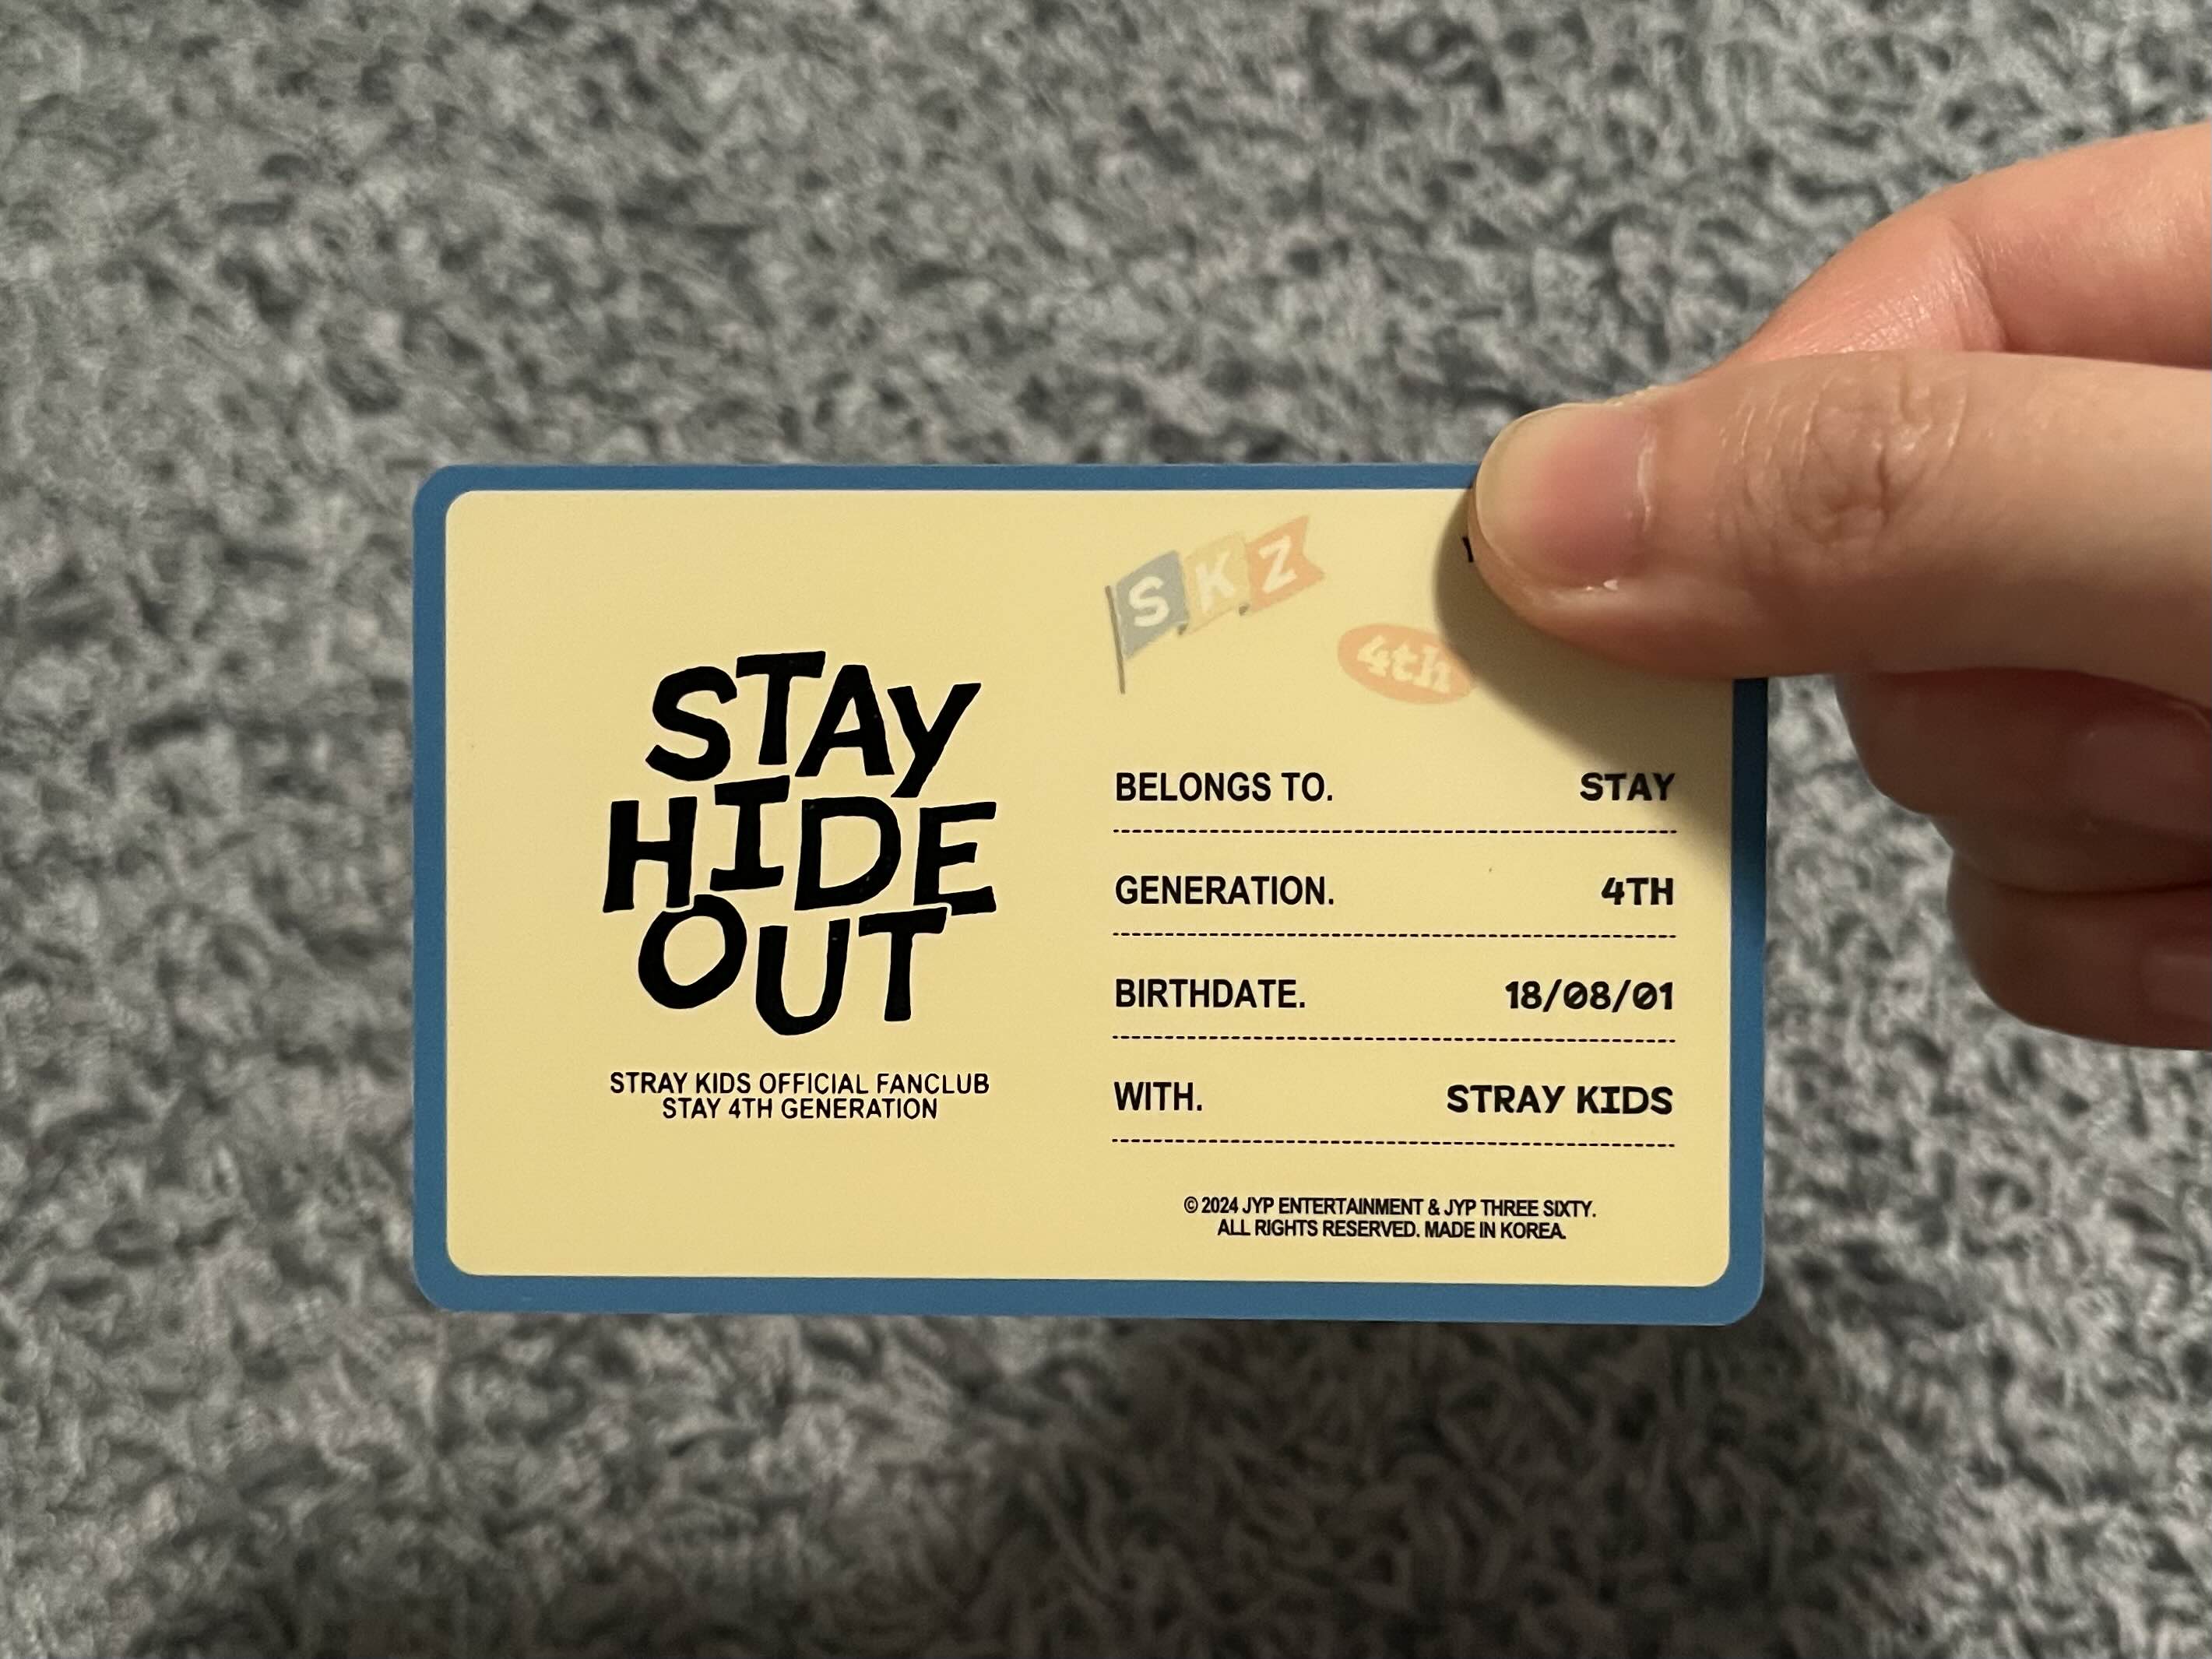 STAY
HIDE
OUT
STRAY KIDS OFFICIAL FANCLUB
STAY 4TH GENERATION
SKZ
4th
BELONGS TO. STAY
GENERATION. 4TH
BIRTHDATE. 18/08/01
WITH. STRAY KIDS
© 2024 JYP ENTERTAINMENT & JYP THREE SIXTY.
ALL RIGHTS RESERVED. MADE IN KOREA.